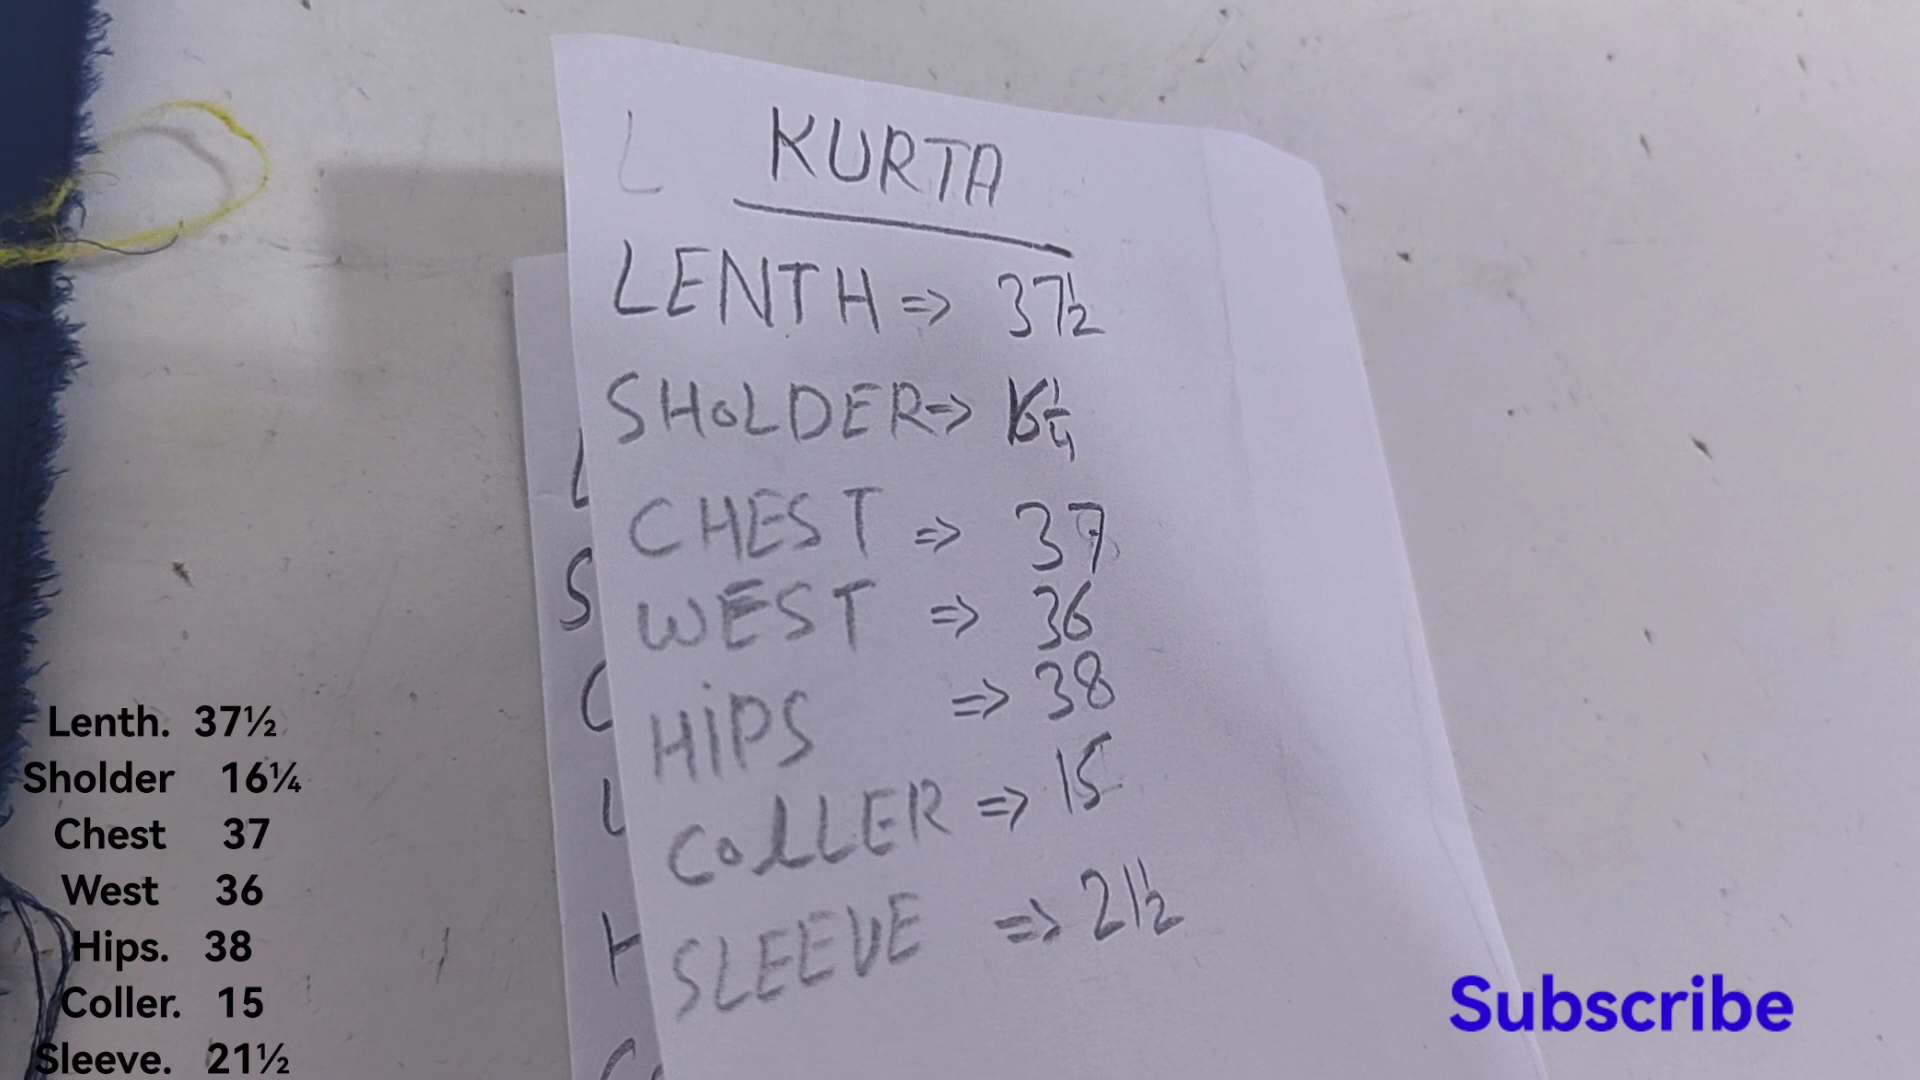 L KURTA
LENTH => 37½
SHOLDER=> 16¼
CHEST => 37
WEST => 36
HiPS => 38
COLLER => 15
SLEEVE => 21½
L
S
C
L
H
Lenth. 37½
Sholder 16¼
Chest 37
West 36
Hips. 38
Coller. 15
Sleeve. 21½
Subscribe